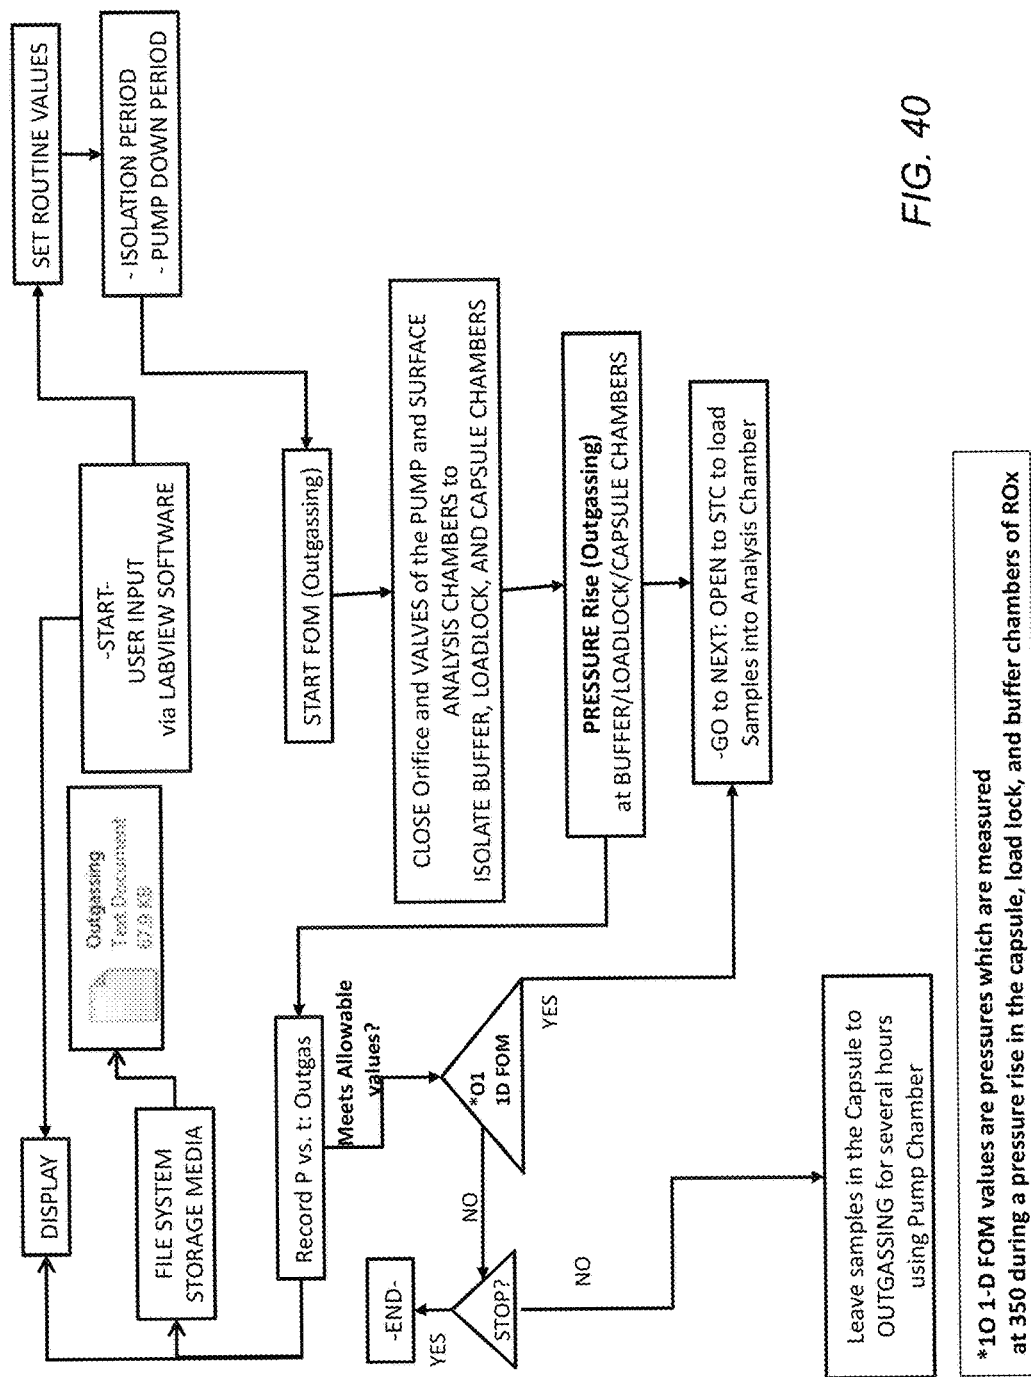 DISPLAY
FILE SYSTEM
STORAGE MEDIA
Outgassing
Text Document
67.9 KB
-START-
USER INPUT
via LABVIEW SOFTWARE
SET ROUTINE VALUES
- ISOLATION PERIOD
- PUMP DOWN PERIOD
START FOM (Outgassing)
CLOSE Orifice and VALVES of the PUMP and SURFACE
ANALYSIS CHAMBERS to
ISOLATE BUFFER, LOADLOCK, AND CAPSULE CHAMBERS
PRESSURE Rise (Outgassing)
at BUFFER/LOADLOCK/CAPSULE CHAMBERS
-GO to NEXT: OPEN to STC to load
Samples into Analysis Chamber
Record P vs. t: Outgas
Meets Allowable
values?
*O1
1D FOM
YES
NO
STOP?
YES
-END-
NO
Leave samples in the Capsule to
OUTGASSING for several hours
using Pump Chamber
*1O 1-D FOM values are pressures which are measured
at 350 during a pressure rise in the capsule, load lock, and buffer chambers of ROx
FIG. 40